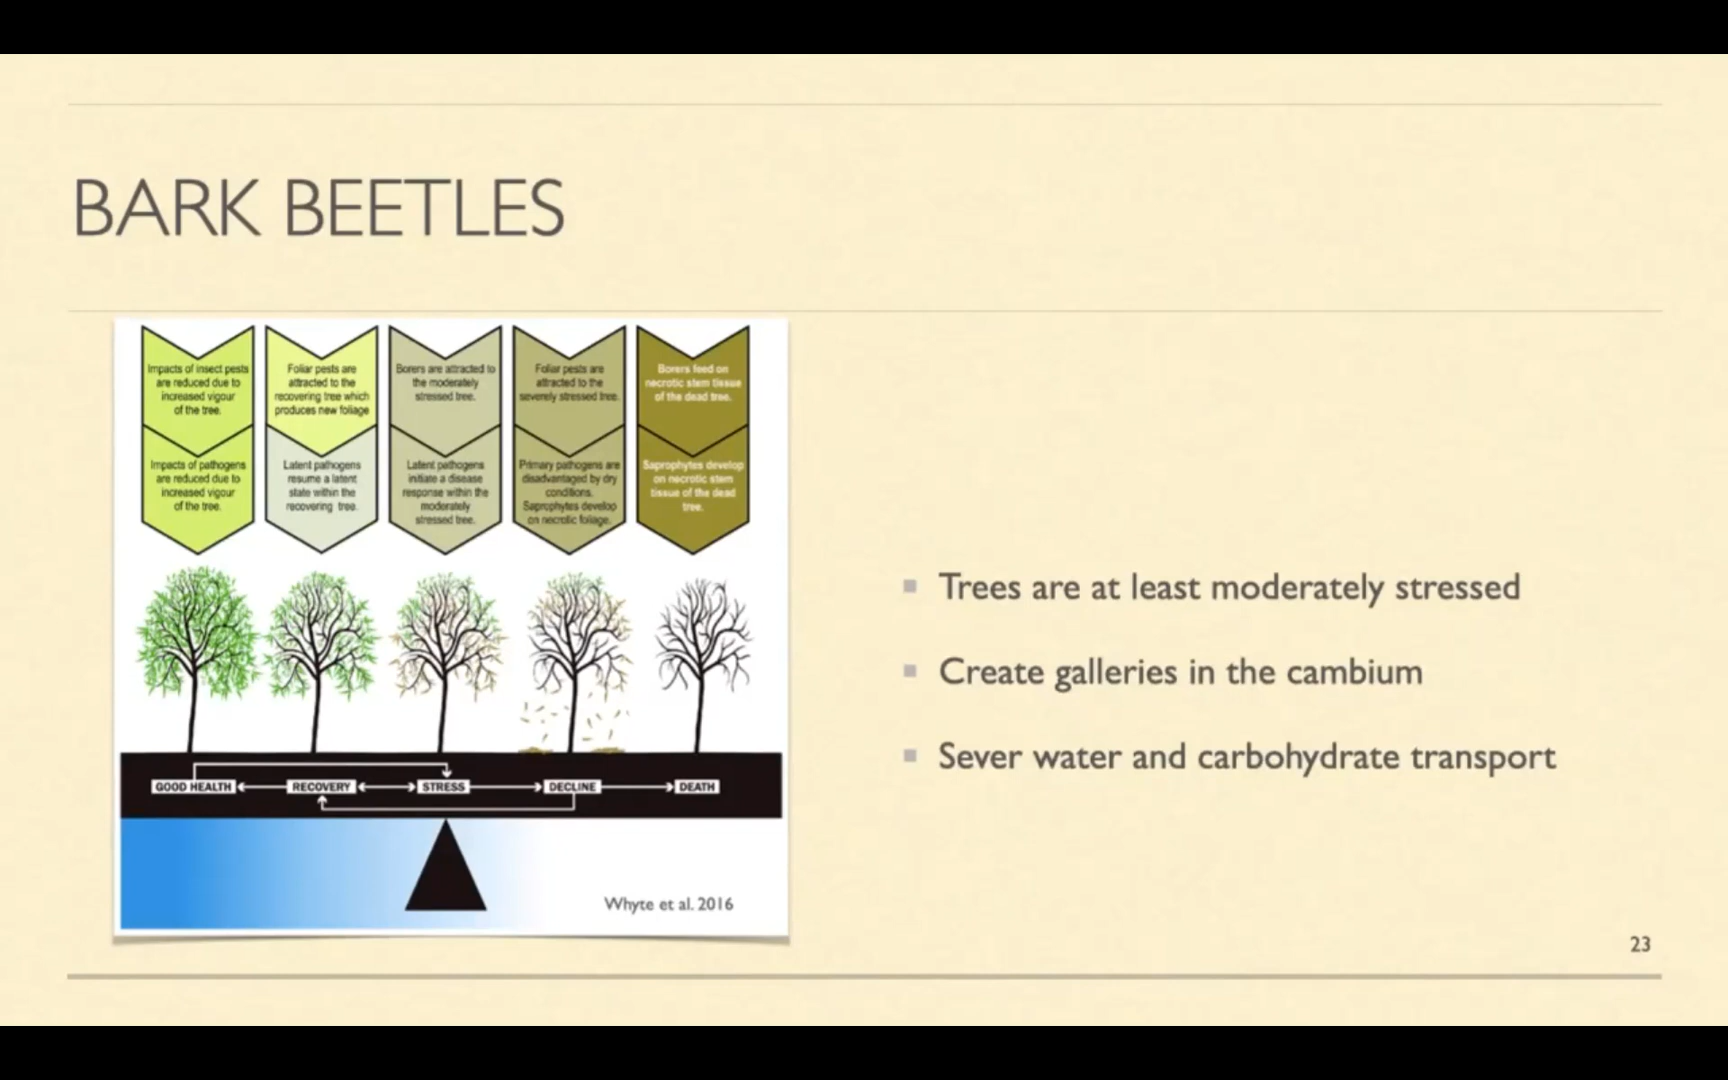 BARK BEETLES
Impacts of insect pests
are reduced due to
increased vigour
of the tree.
Foliar pests are
attracted to the
recovering tree which
produces new foliage
Borers are attracted to
the moderately
stressed tree.
Foliar pests are
attracted to the
severely stressed tree.
Borers feed on
necrotic stem tissue
of the dead tree.
Impacts of pathogens
are reduced due to
increased vigour
of the tree.
Latent pathogens
resume a latent
state within the
recovering tree.
Latent pathogens
initiate a disease
response within the
moderately
stressed tree.
Primary pathogens are
disadvantaged by dry
conditions.
Saprophytes develop
on necrotic foliage.
Saprophytes develop
on necrotic stem
tissue of the dead
tree.
GOOD HEALTH
RECOVERY
STRESS
DECLINE
DEATH
Whyte et al. 2016
Trees are at least moderately stressed
Create galleries in the cambium
Sever water and carbohydrate transport
23